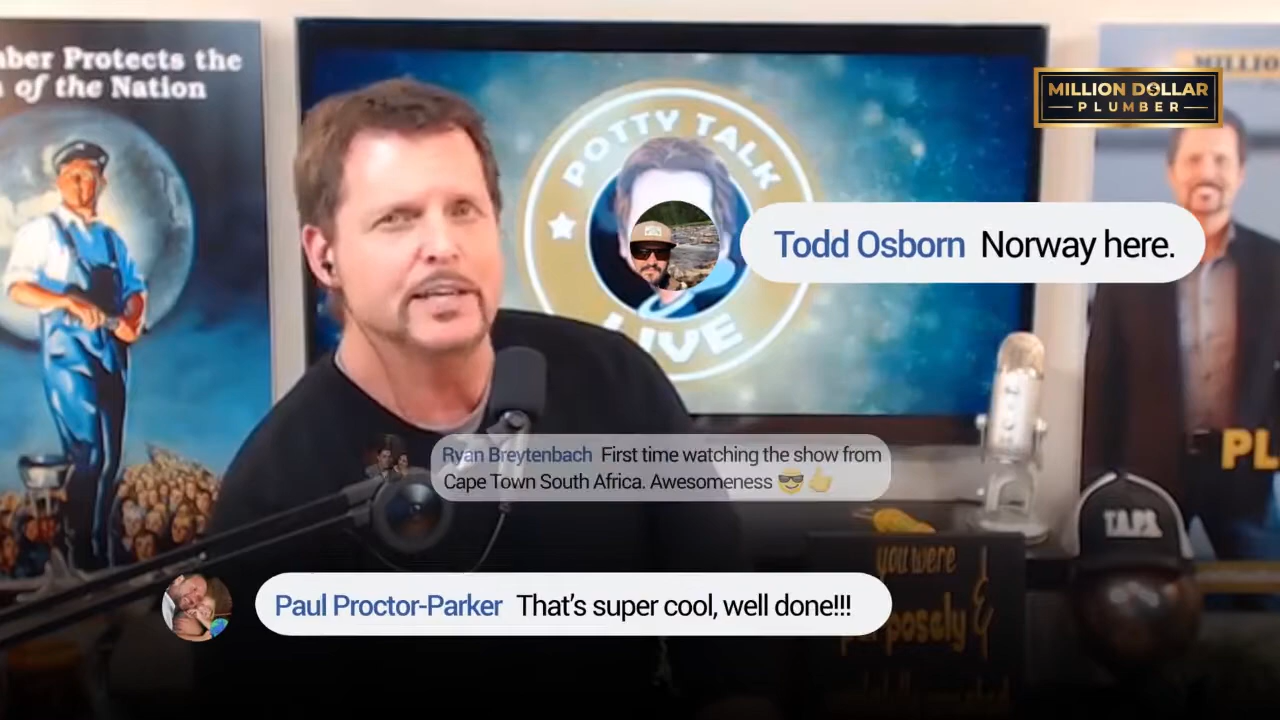 ber Protects the
of the Nation
MILLION DOLLAR
PLUMBER
POTTY TALK
LIVE
Todd Osborn Norway here.
Ryan Breytenbach First time watching the show from
Cape Town South Africa. Awesomeness 😎👍
PL
T.A.P.S.
you were
&
Paul Proctor-Parker That's super cool, well done!!!